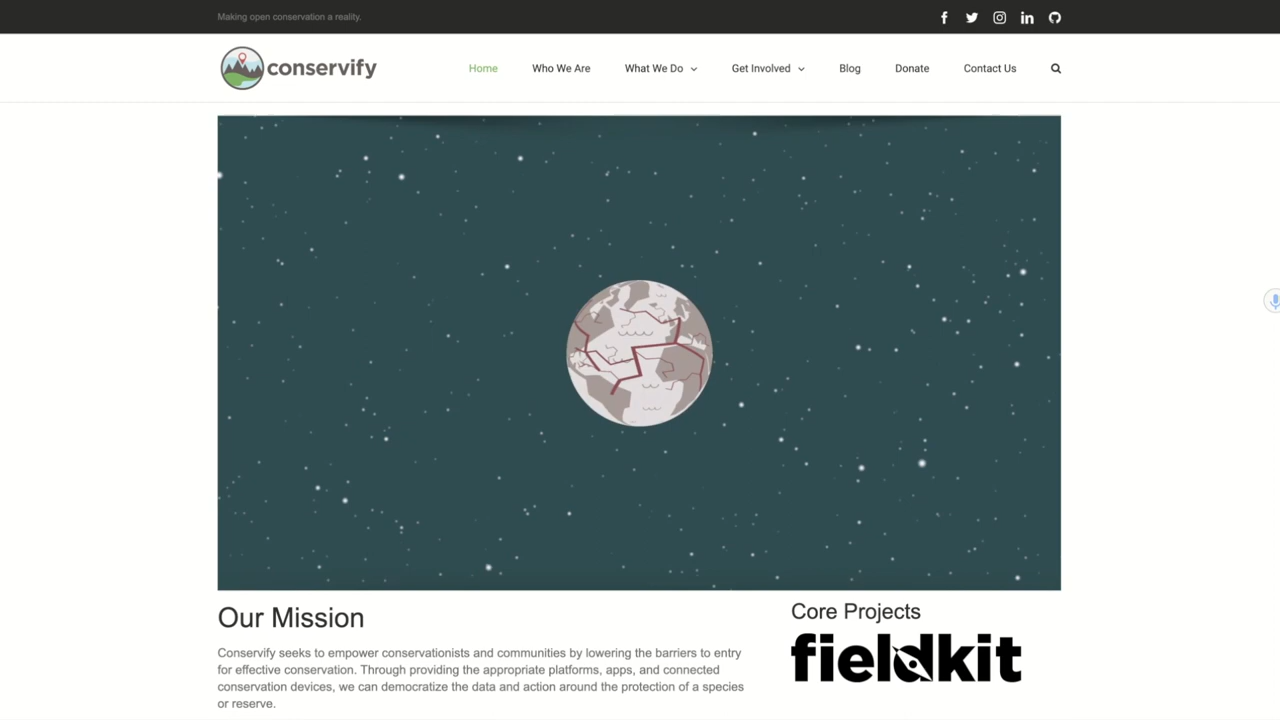 Making open conservation a reality.
conservify
Home Who We Are What We Do Get Involved Blog Donate Contact Us
Our Mission
Conservify seeks to empower conservationists and communities by lowering the barriers to entry
for effective conservation. Through providing the appropriate platforms, apps, and connected
conservation devices, we can democratize the data and action around the protection of a species
or reserve.
Core Projects
fieldkit